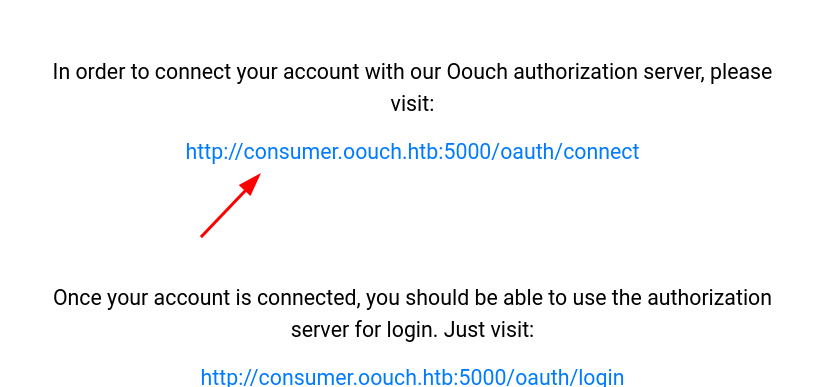 In order to connect your account with our Oouch authorization server, please
visit:
http://consumer.oouch.htb:5000/oauth/connect
Once your account is connected, you should be able to use the authorization
server for login. Just visit:
http://consumer.oouch.htb:5000/oauth/login